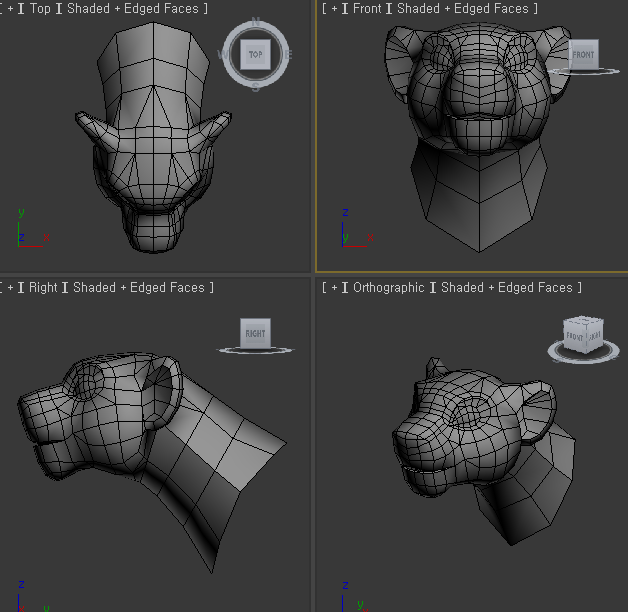 [ + ] [ Top ] [ Shaded + Edged Faces ]
N
W TOP E
S
y
z x
[ + ] [ Front ] [ Shaded + Edged Faces ]
FRONT
z
y x
[ + ] [ Right ] [ Shaded + Edged Faces ]
RIGHT
z
y
[ + ] [ Orthographic ] [ Shaded + Edged Faces ]
FRONT RIGHT
z
y